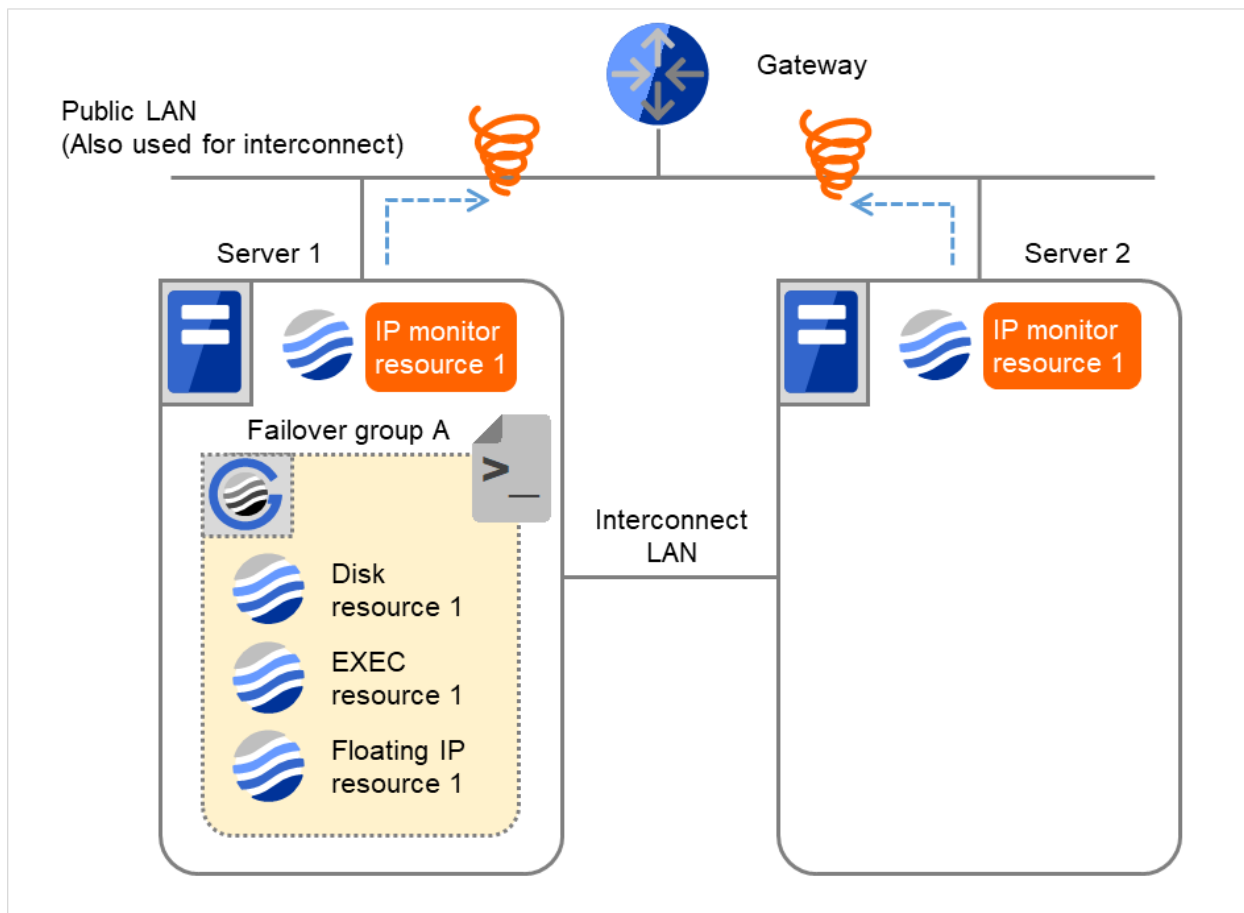 Gateway
Public LAN
(Also used for interconnect)
Server 1
Server 2
IP monitor
resource 1
IP monitor
resource 1
Failover group A
>_
Interconnect
LAN
Disk
resource 1
EXEC
resource 1
Floating IP
resource 1